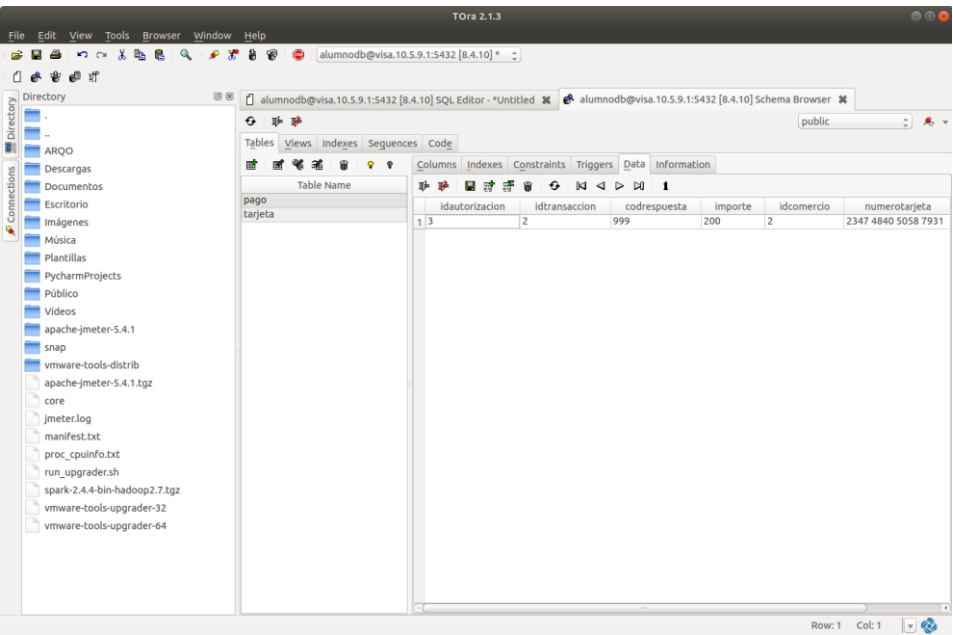 TOra 2.1.3
File Edit View Tools Browser Window Help
alumnodb@visa.10.5.9.1:5432 [8.4.10] *
Directory
Connections
Directory
.
..
ARQO
Descargas
Documentos
Escritorio
Imágenes
Música
Plantillas
PycharmProjects
Público
Vídeos
apache-jmeter-5.4.1
snap
vmware-tools-distrib
apache-jmeter-5.4.1.tgz
core
jmeter.log
manifest.txt
proc_cpuinfo.txt
run_upgrader.sh
spark-2.4.4-bin-hadoop2.7.tgz
vmware-tools-upgrader-32
vmware-tools-upgrader-64
alumnodb@visa.10.5.9.1:5432 [8.4.10] SQL Editor - *Untitled
alumnodb@visa.10.5.9.1:5432 [8.4.10] Schema Browser
public
Tables Views Indexes Sequences Code
Table Name
pago
tarjeta
Columns Indexes Constraints Triggers Data Information
1
idautorizacion idtransaccion codrespuesta importe idcomercio numerotarjeta
1 3 2 999 200 2 2347 4840 5058 7931
Row: 1 Col: 1